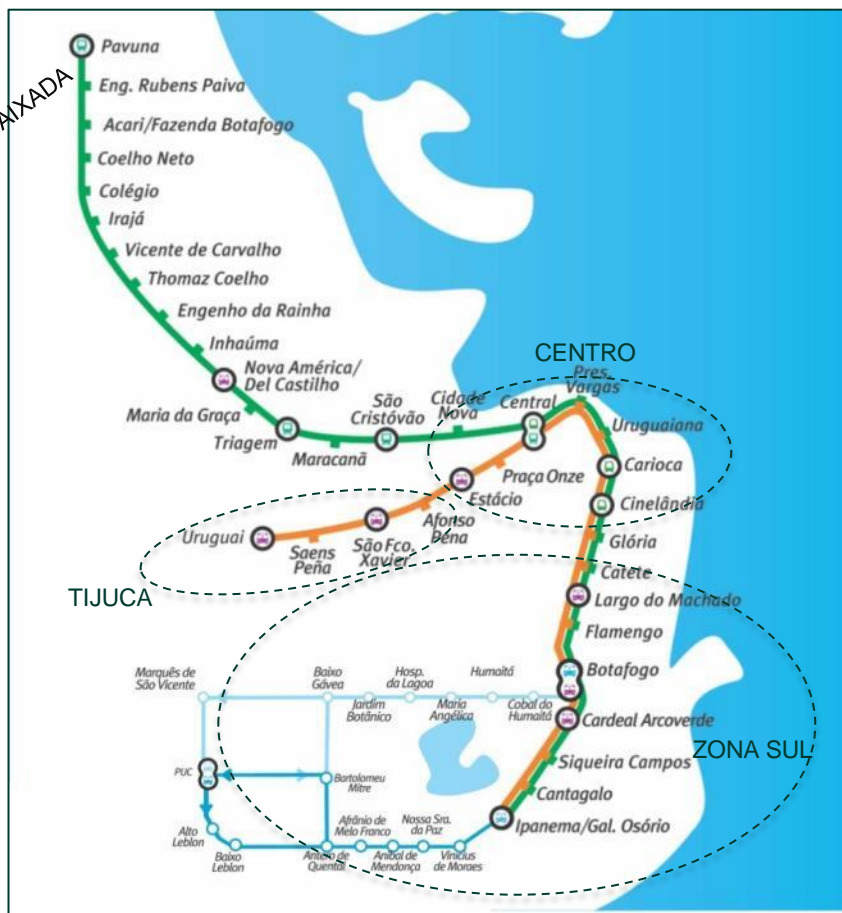 Pavuna
AIXADA
Eng. Rubens Paiva
Acari/Fazenda Botafogo
Coelho Neto
Colégio
Irajá
Vicente de Carvalho
Thomaz Coelho
Engenho da Rainha
Inhaúma
Nova América/
Del Castilho
Maria da Graça
Triagem
Maracanã
São
Cristóvão
Cidade
Nova
CENTRO
Central
Pres.
Vargas
Uruguaiana
Carioca
Praça Onze
Estácio
Cinelândia
Afonso
Pena
São Fco.
Xavier
Saens
Peña
Uruguai
TIJUCA
Glória
Catete
Largo do Machado
Flamengo
Botafogo
Cardeal Arcoverde
ZONA SUL
Siqueira Campos
Cantagalo
Ipanema/Gal. Osório
Marquês de
São Vicente
Baixo
Gávea
Jardim
Botânico
Hosp.
da Lagoa
Maria
Angélica
Humaitá
Cobal do
Humaitá
PUC
Bartolomeu
Mitre
Alto
Leblon
Baixo
Leblon
Antero de
Quental
Afrânio de
Melo Franco
Aníbal de
Mendonça
Nossa Sra.
da Paz
Vinícius
de Moraes